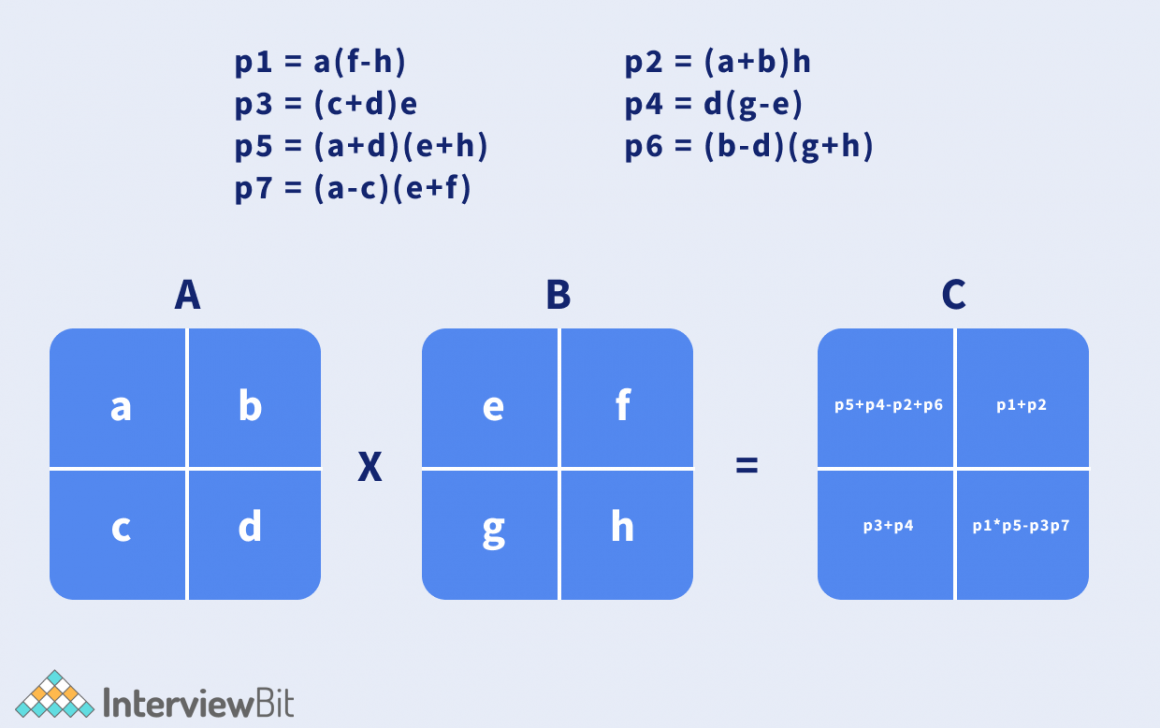 p1 = a(f-h)
p2 = (a+b)h
p3 = (c+d)e
p4 = d(g-e)
p5 = (a+d)(e+h)
p6 = (b-d)(g+h)
p7 = (a-c)(e+f)
A
B
C
a b
e f
p5+p4-p2+p6
p1+p2
X
=
c d
g h
p3+p4
p1*p5-p3p7
InterviewBit